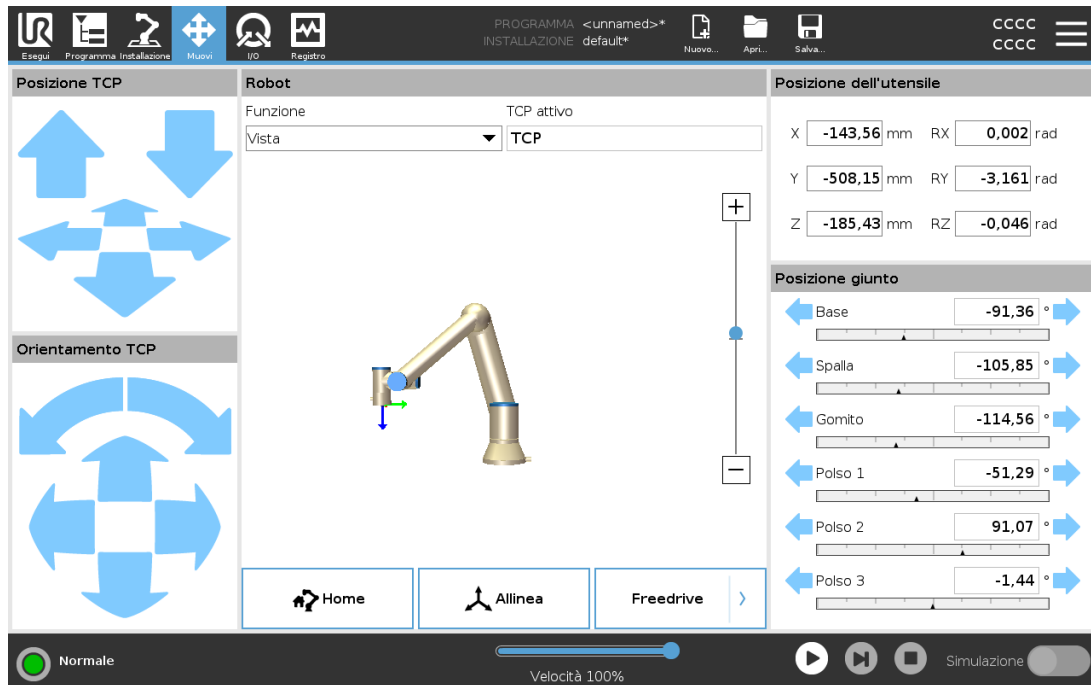 PROGRAMMA <unnamed>*
INSTALLAZIONE default*
CCCC
CCCC
Esegui Programma Installazione Muovi I/O Registro Nuovo... Apri... Salva...
Posizione TCP
Robot
Posizione dell'utensile
Funzione TCP attivo
Vista TCP
X -143,56 mm RX 0,002 rad
Y -508,15 mm RY -3,161 rad
Z -185,43 mm RZ -0,046 rad
+
−
Posizione giunto
Base -91,36 °
Spalla -105,85 °
Gomito -114,56 °
Polso 1 -51,29 °
Polso 2 91,07 °
Polso 3 -1,44 °
Orientamento TCP
Home Allinea Freedrive
Normale
Velocità 100%
Simulazione